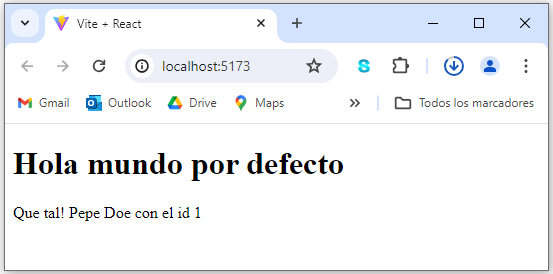 Vite + React
localhost:5173
Gmail Outlook Drive Maps Todos los marcadores
Hola mundo por defecto
Que tal! Pepe Doe con el id 1